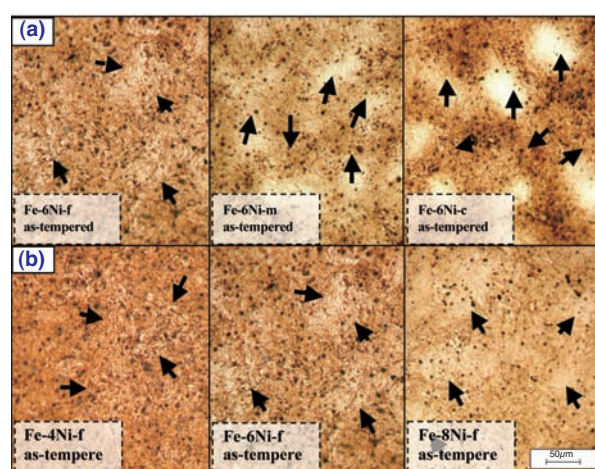 (a)
Fe-6Ni-f
as-tempered
Fe-6Ni-m
as-tempered
Fe-6Ni-c
as-tempered
(b)
Fe-4Ni-f
as-tempere
Fe-6Ni-f
as-tempere
Fe-8Ni-f
as-tempere
50µm